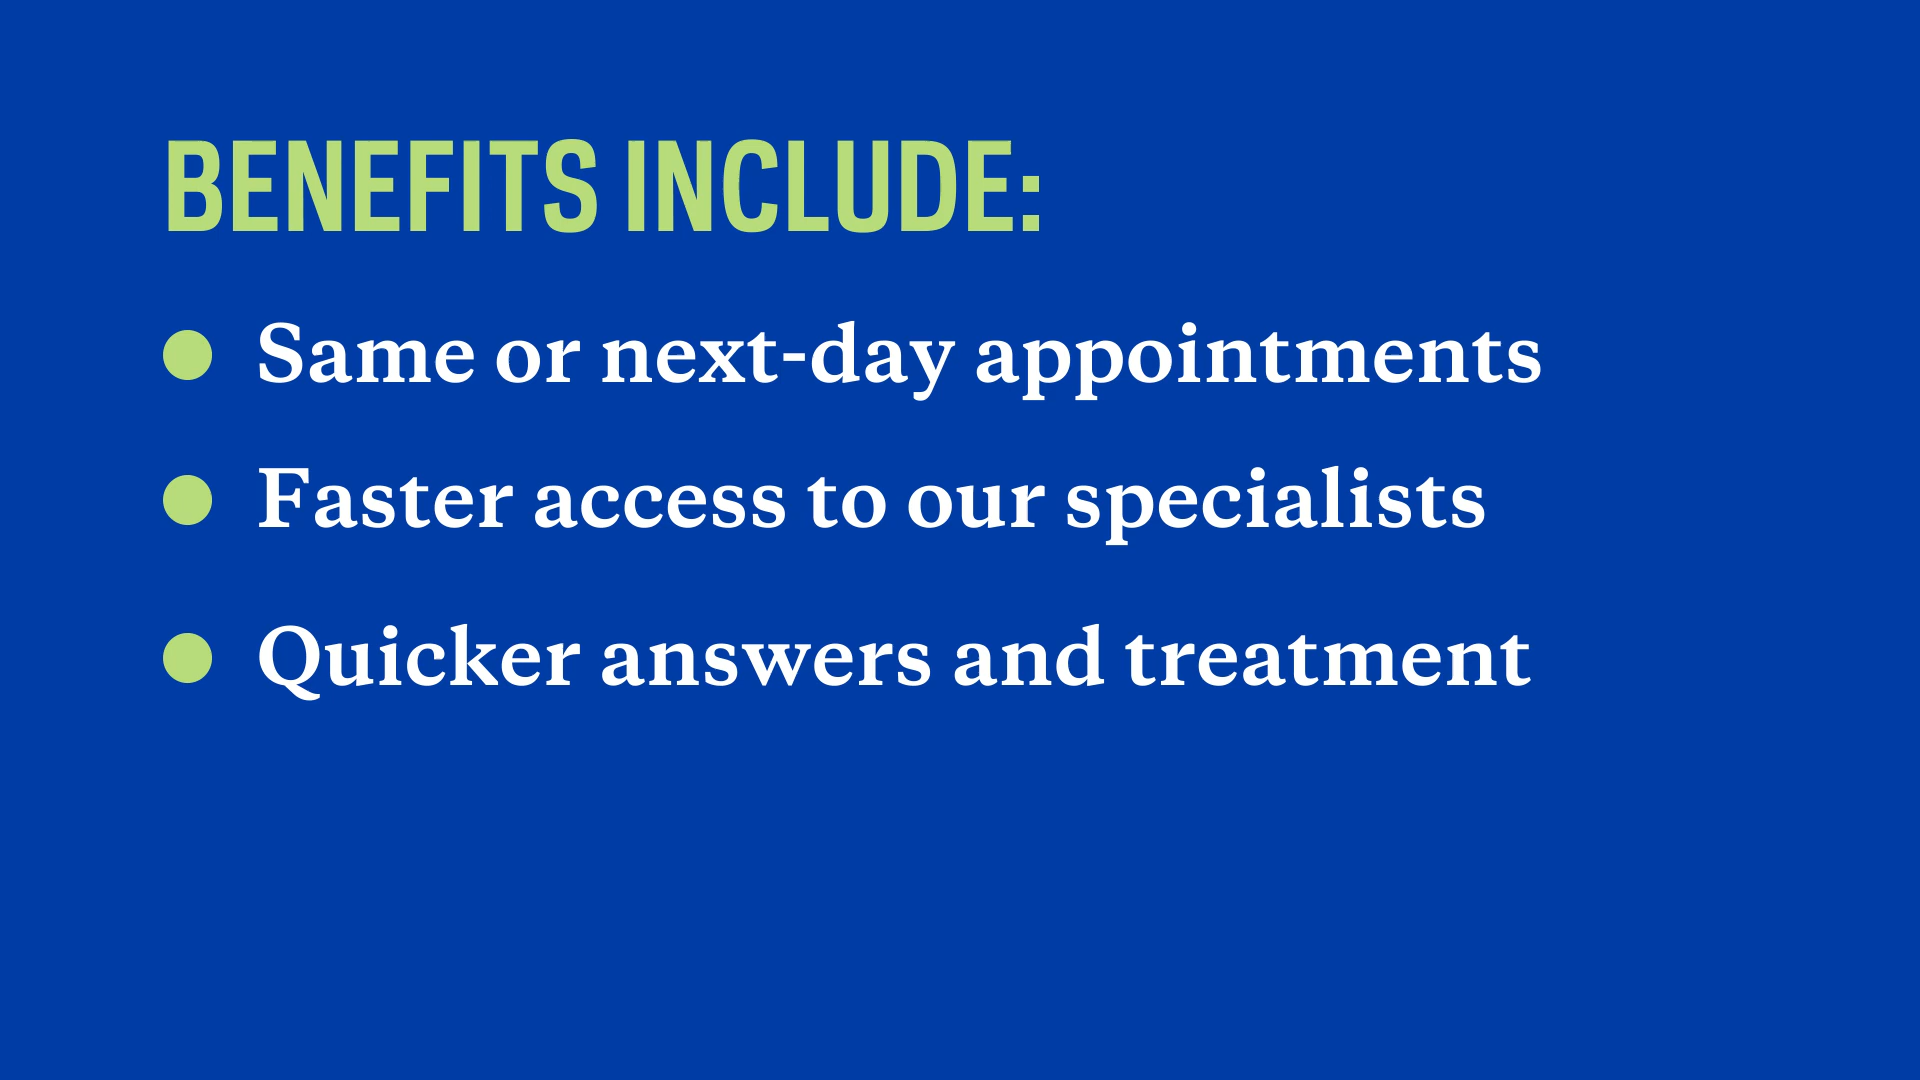 BENEFITS INCLUDE:
Same or next-day appointments
Faster access to our specialists
Quicker answers and treatment